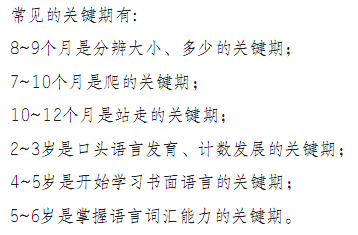 常见的关键期有:
8~9个月是分辨大小、多少的关键期；
7~10个月是爬的关键期；
10~12个月是站走的关键期；
2~3岁是口头语言发育、计数发展的关键期；
4~5岁是开始学习书面语言的关键期；
5~6岁是掌握语言词汇能力的关键期。